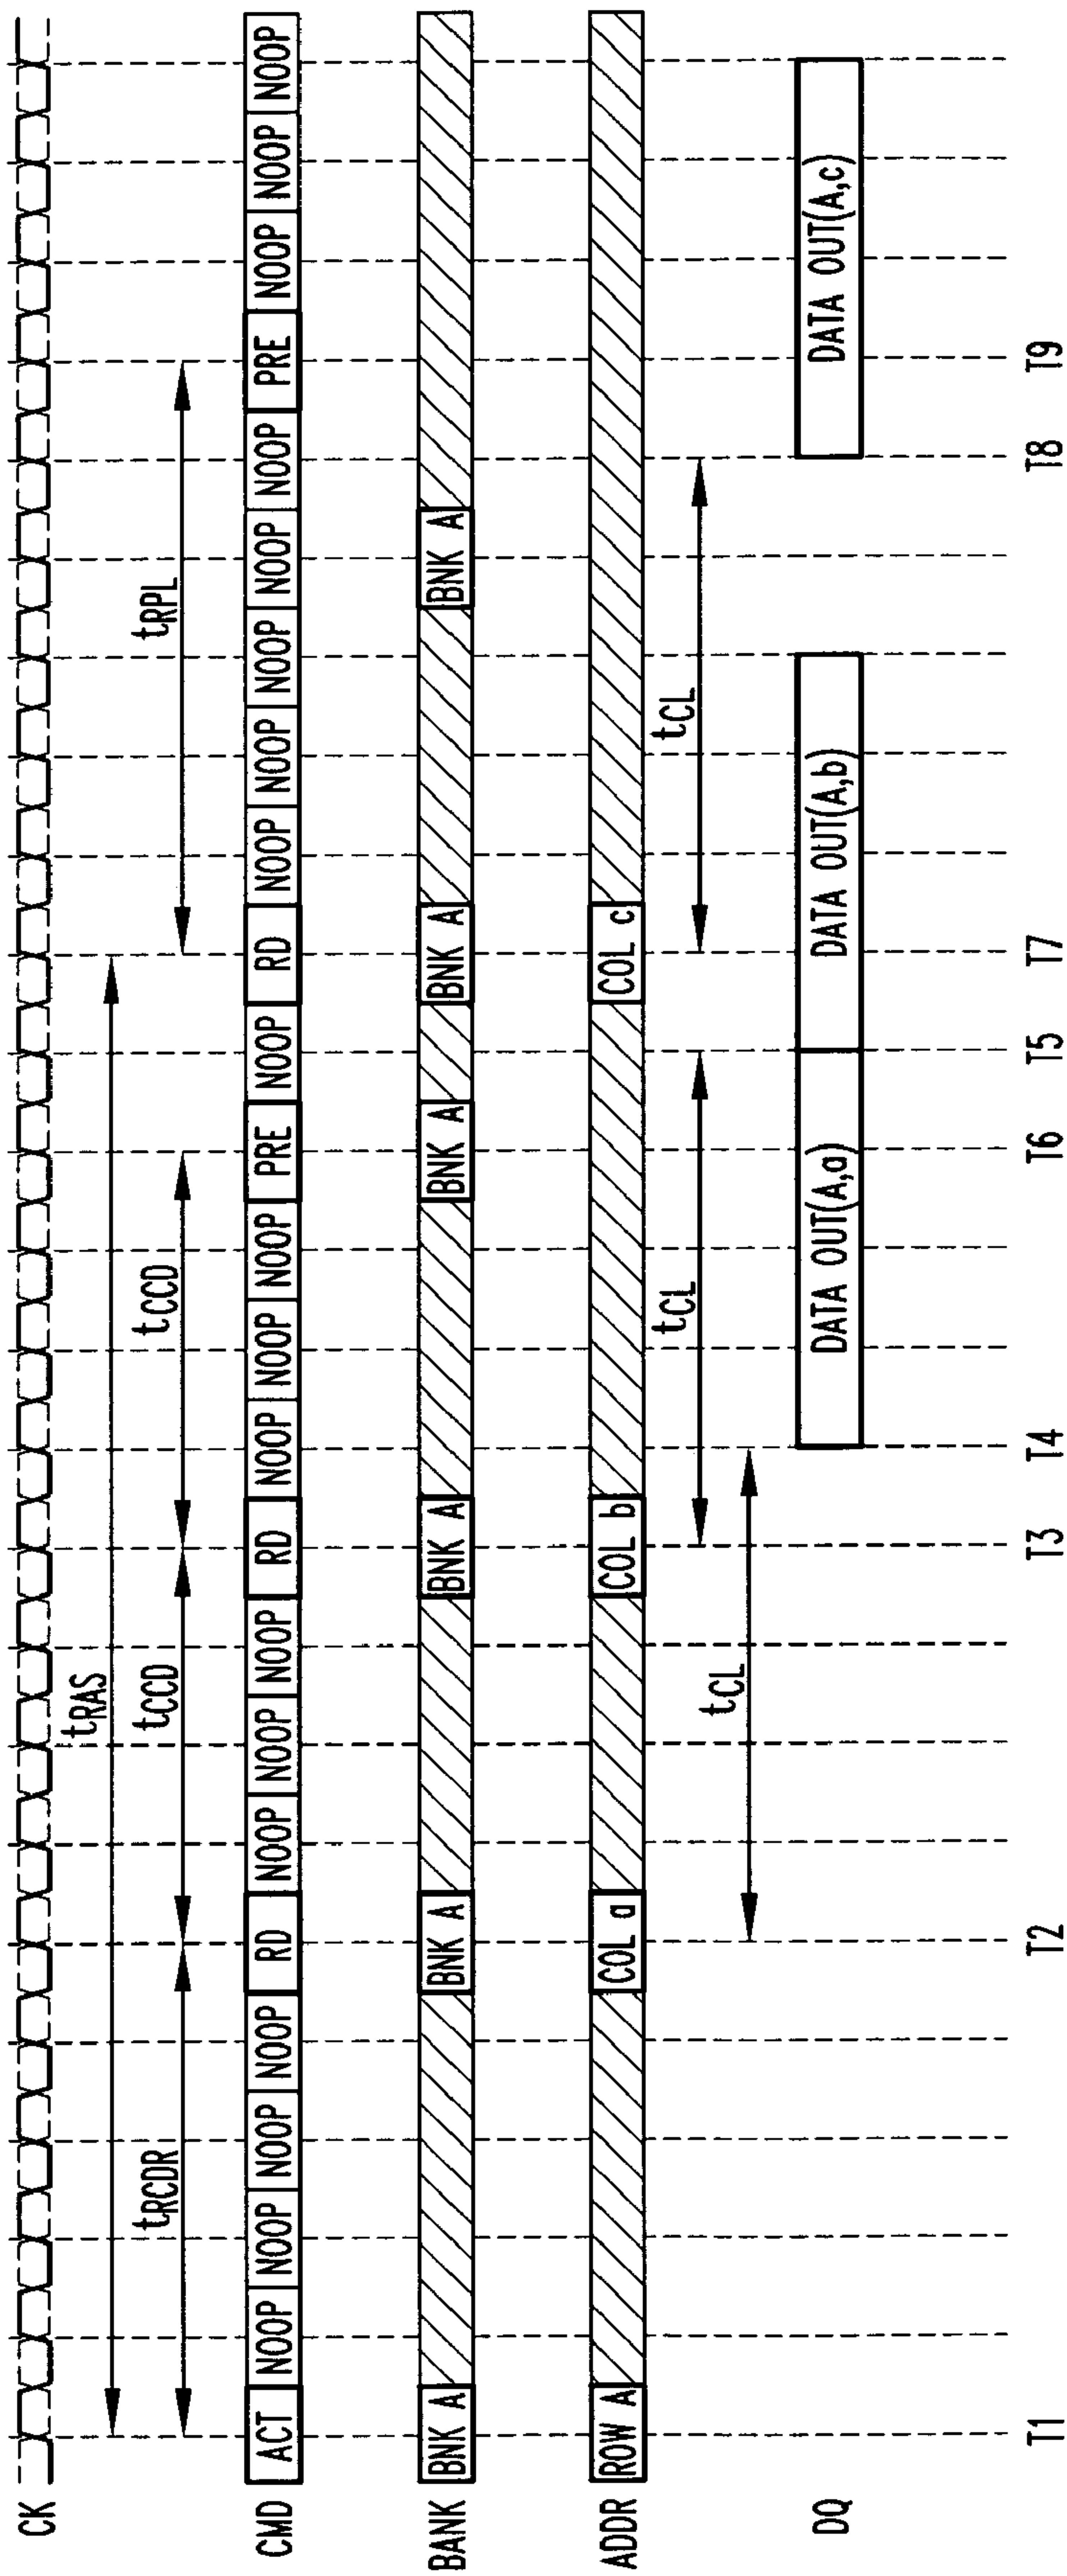 CK
tRAS
tRCDR tCCD tCCD tRPL
CMD ACT NOOP NOOP NOOP NOOP RD NOOP NOOP NOOP RD NOOP NOOP NOOP PRE NOOP RD NOOP NOOP NOOP NOOP NOOP PRE NOOP NOOP NOOP
BANK BNK A BNK A BNK A BNK A BNK A BNK A
ADDR ROW A COL a COL b COL c
tCL tCL
tCL
DQ DATA OUT(A,a) DATA OUT(A,b) DATA OUT(A,c)
T1 T2 T3 T4 T6 T5 T7 T8 T9